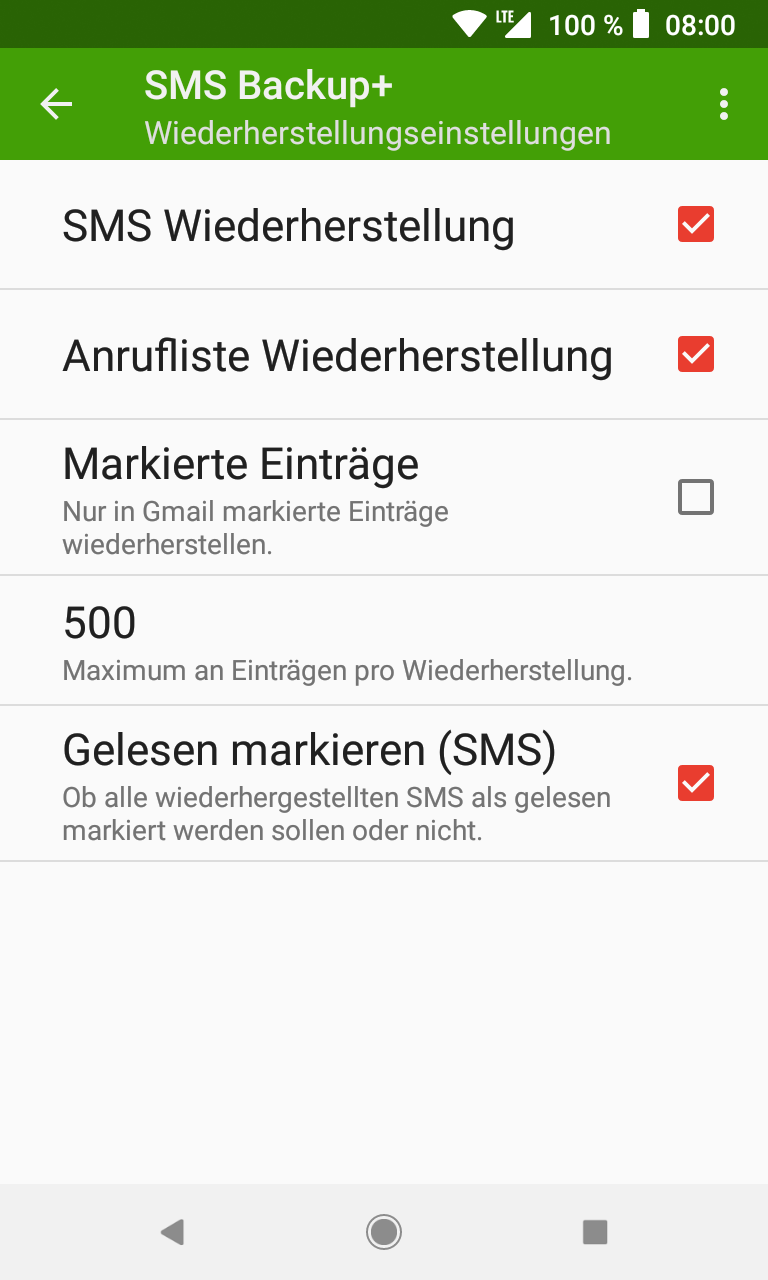 LTE 100 % 08:00
SMS Backup+
Wiederherstellungseinstellungen
SMS Wiederherstellung
Anrufliste Wiederherstellung
Markierte Einträge
Nur in Gmail markierte Einträge
wiederherstellen.
500
Maximum an Einträgen pro Wiederherstellung.
Gelesen markieren (SMS)
Ob alle wiederhergestellten SMS als gelesen
markiert werden sollen oder nicht.